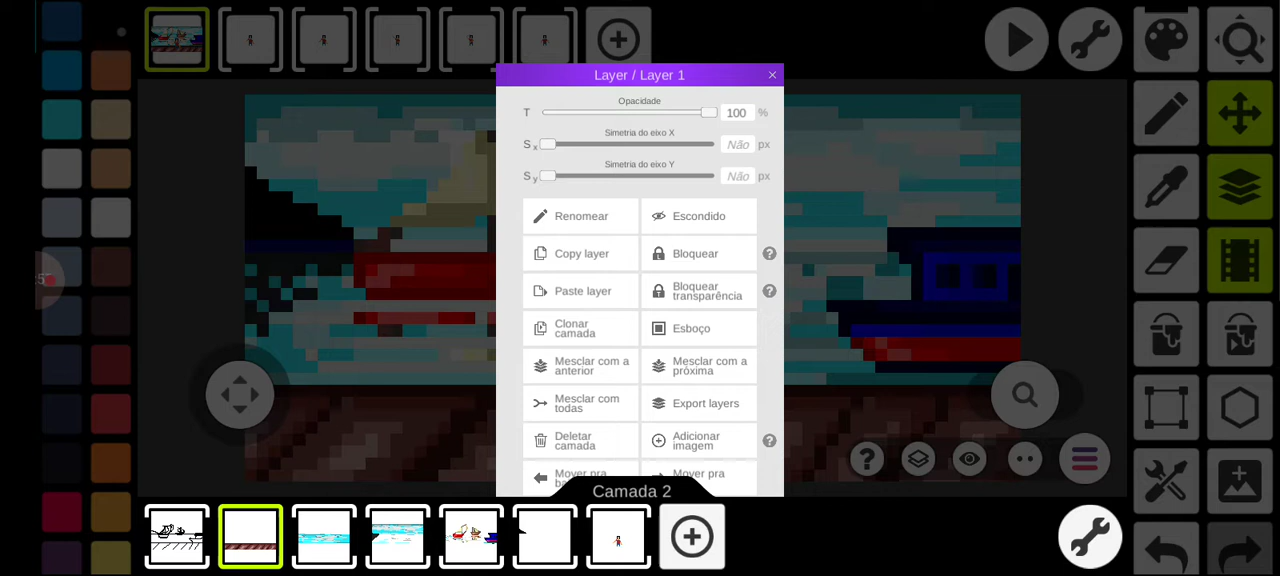 Layer / Layer 1 ×
Opacidade
T 100 %
Simetria do eixo X
Sx Não px
Simetria do eixo Y
Sy Não px
Renomear
Escondido
Copy layer
Bloquear ?
Paste layer
Bloquear
transparência ?
Clonar
camada
Esboço
Mesclar com a
anterior
Mesclar com a
próxima
Mesclar com
todas
Export layers
Deletar
camada
Adicionar
imagem ?
Mover pra
Mover pra
?
Camada 2